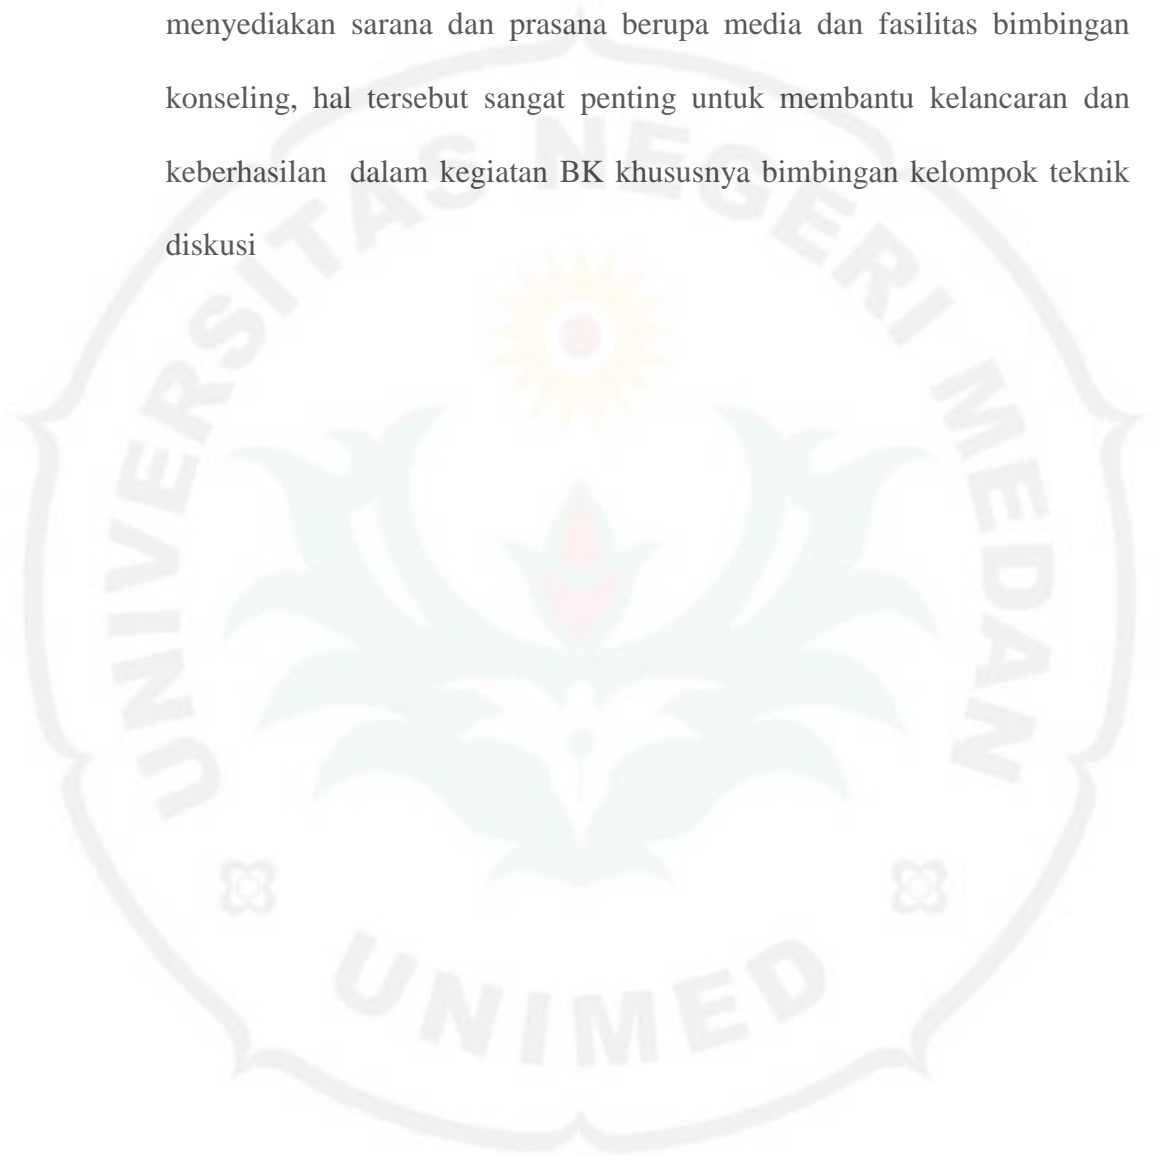 menyediakan sarana dan prasana berupa media dan fasilitas bimbingan
konseling, hal tersebut sangat penting untuk membantu kelancaran dan
keberhasilan dalam kegiatan BK khususnya bimbingan kelompok teknik
diskusi
UNIVERSITAS NEGERI MEDAN
UNIMED